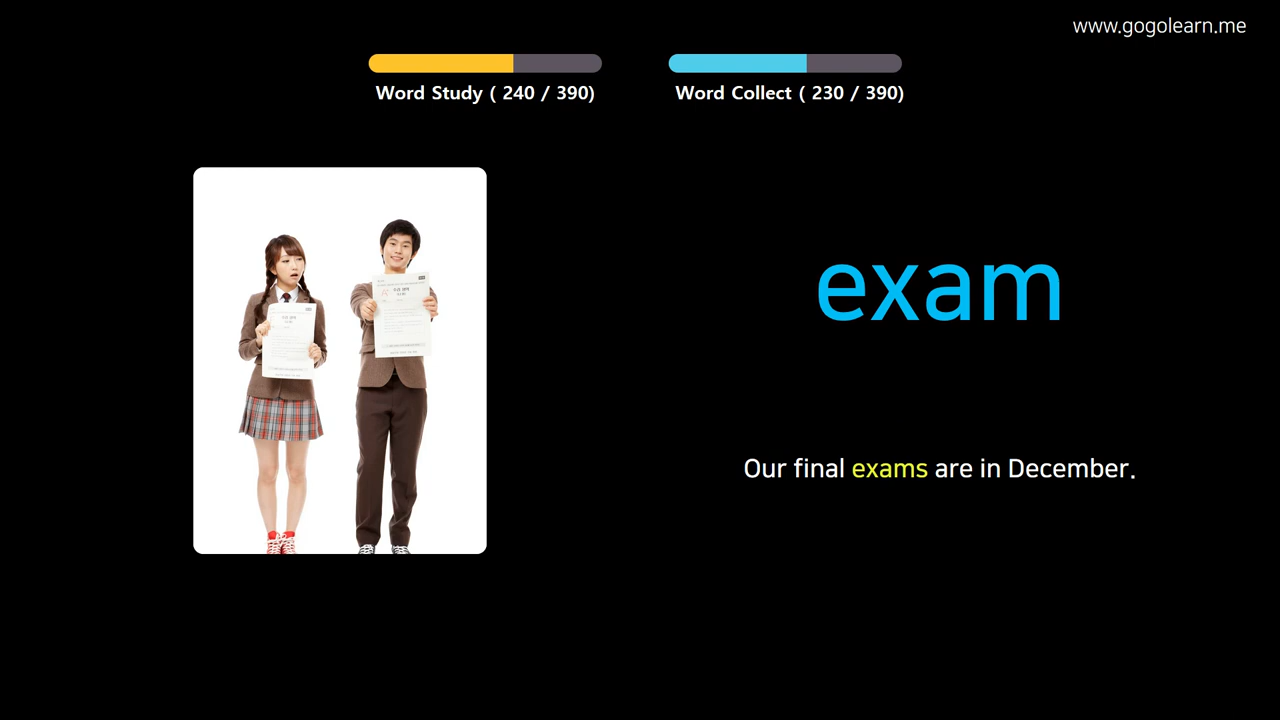 www.gogolearn.me
Word Study ( 240 / 390)
Word Collect ( 230 / 390)
exam
Our final exams are in December.